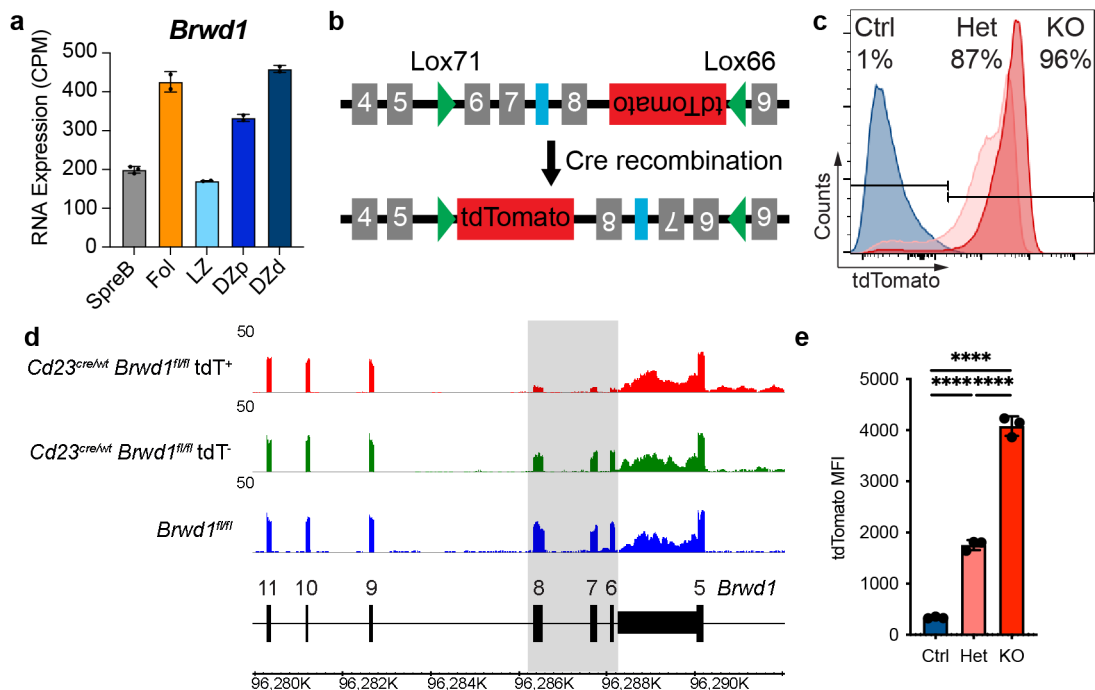 a
Brwd1
RNA Expression (CPM)
500
400
300
200
100
0
SpreB
Fol
LZ
DZp
DZd
b
Lox71
Lox66
4 5 6 7 8 tdTomato 9
Cre recombination
4 5 tdTomato 8 7 6 9
c
Ctrl Het KO
1% 87% 96%
Counts
tdTomato
d
50
Cd23cre/wt Brwd1fl/fl tdT+
50
Cd23cre/wt Brwd1fl/fl tdT-
50
Brwd1fl/fl
11 10 9 8 7 6 5 Brwd1
96,280K 96,282K 96,284K 96,286K 96,288K 96,290K
e
****
**** ****
tdTomato MFI
5000
4000
3000
2000
1000
0
Ctrl Het KO